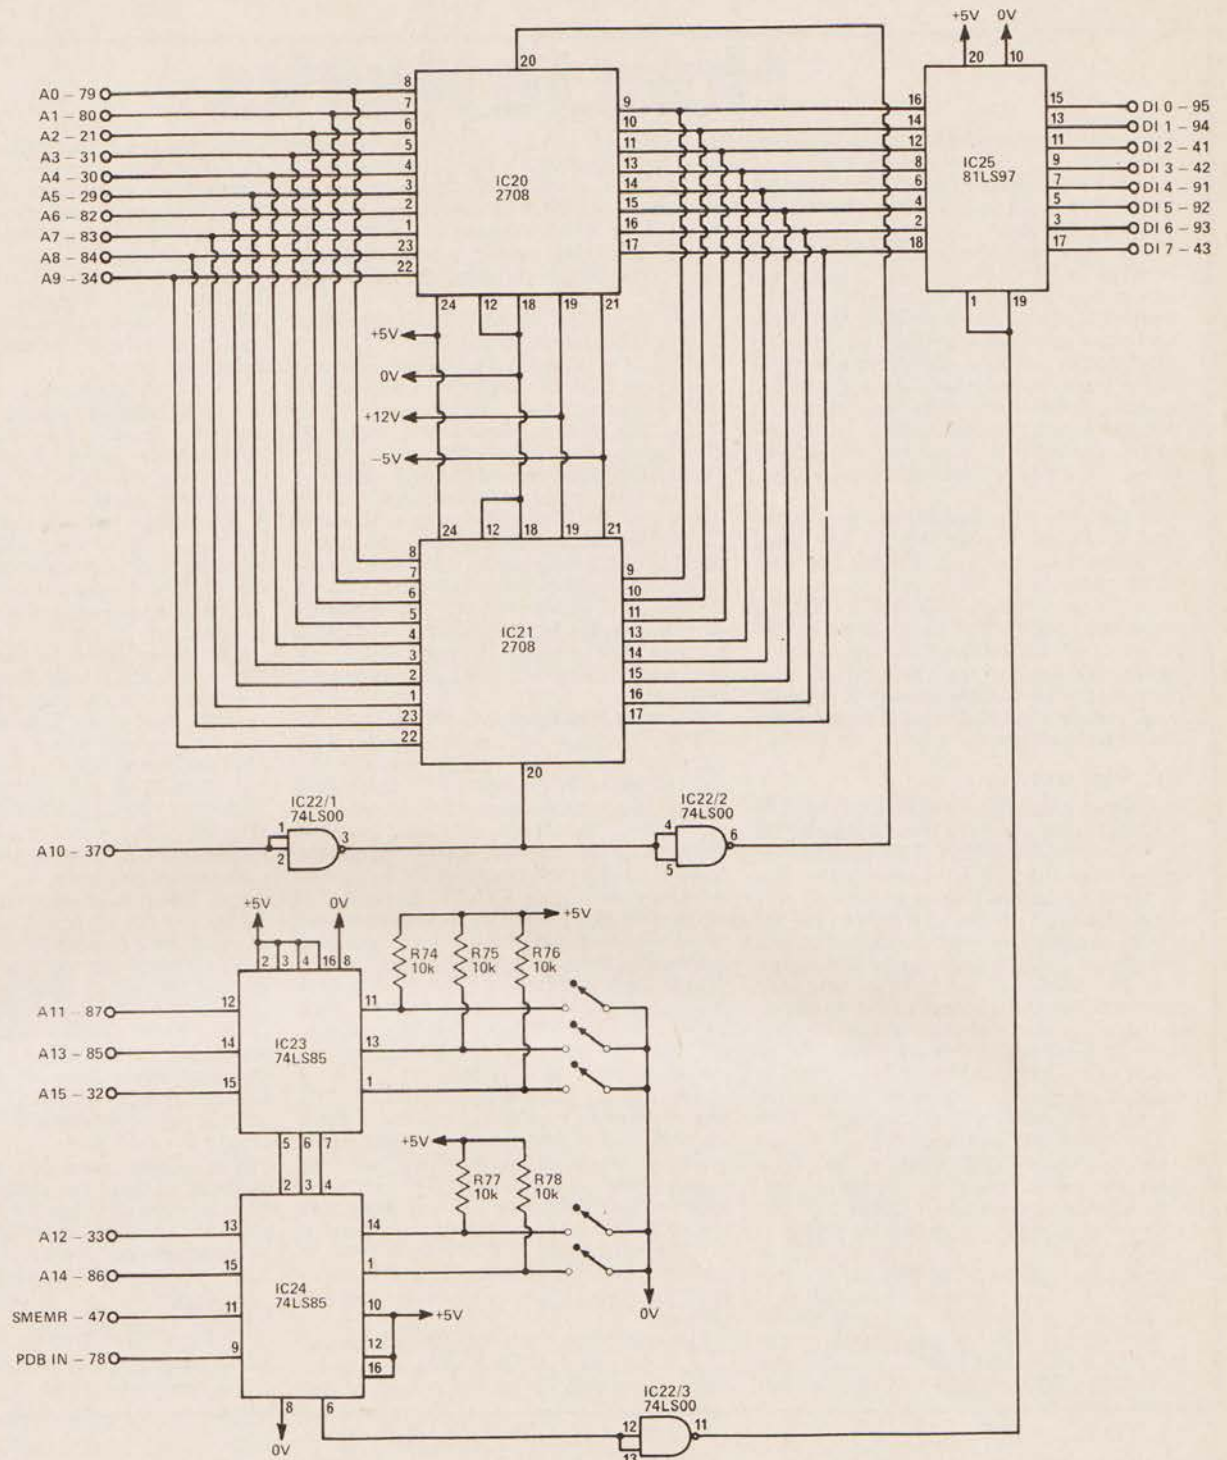 +5V 0V
20 20 10
A0 – 79 8 9 16 15 DI 0 – 95
A1 – 80 7 10 14 13 DI 1 – 94
A2 – 21 6 11 12 11 DI 2 – 41
A3 – 31 5 13 8 9 DI 3 – 42
A4 – 30 4 14 6 7 DI 4 – 91
A5 – 29 3 15 4 5 DI 5 – 92
A6 – 82 2 16 2 3 DI 6 – 93
A7 – 83 1 17 18 17 DI 7 – 43
A8 – 84 23
A9 – 34 22
IC20
2708
IC25
81LS97
24 12 18 19 21 1 19
+5V
0V
+12V
–5V
24 12 18 19 21
8 9
7 10
6 11
5 13
4 14
3 15
2 16
1 17
23
22
IC21
2708
20
IC22/1
74LS00
IC22/2
74LS00
A10 – 37 1 2 3 4 5 6
+5V 0V +5V
2 3 4 16 8
R74
10k
R75
10k
R76
10k
A11 – 87 12 11
A13 – 85 14 13
A15 – 32 15 1
IC23
74LS85
5 6 7
+5V
R77
10k
R78
10k
2 3 4
A12 – 33 13 14
A14 – 86 15 1
IC24
74LS85
SMEMR – 47 11 10 +5V
0V
PDB IN – 78 9 12
16
8 6
0V
IC22/3
74LS00
12 11
13